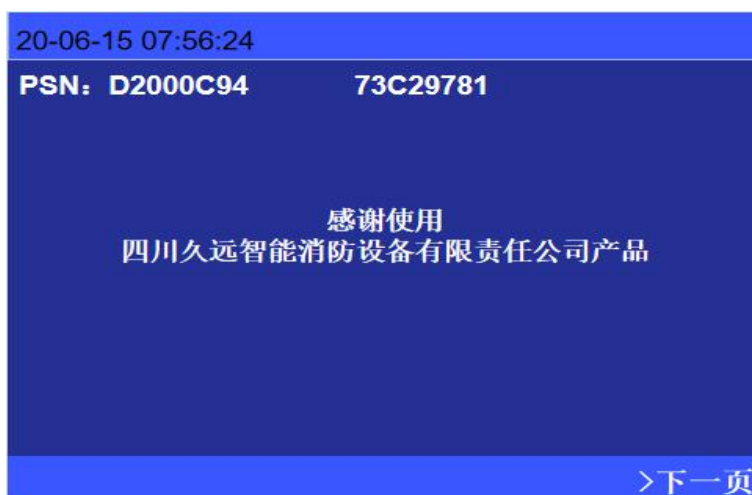 20-06-15 07:56:24
PSN：D2000C94 73C29781
感谢使用
四川久远智能消防设备有限责任公司产品
>下一页